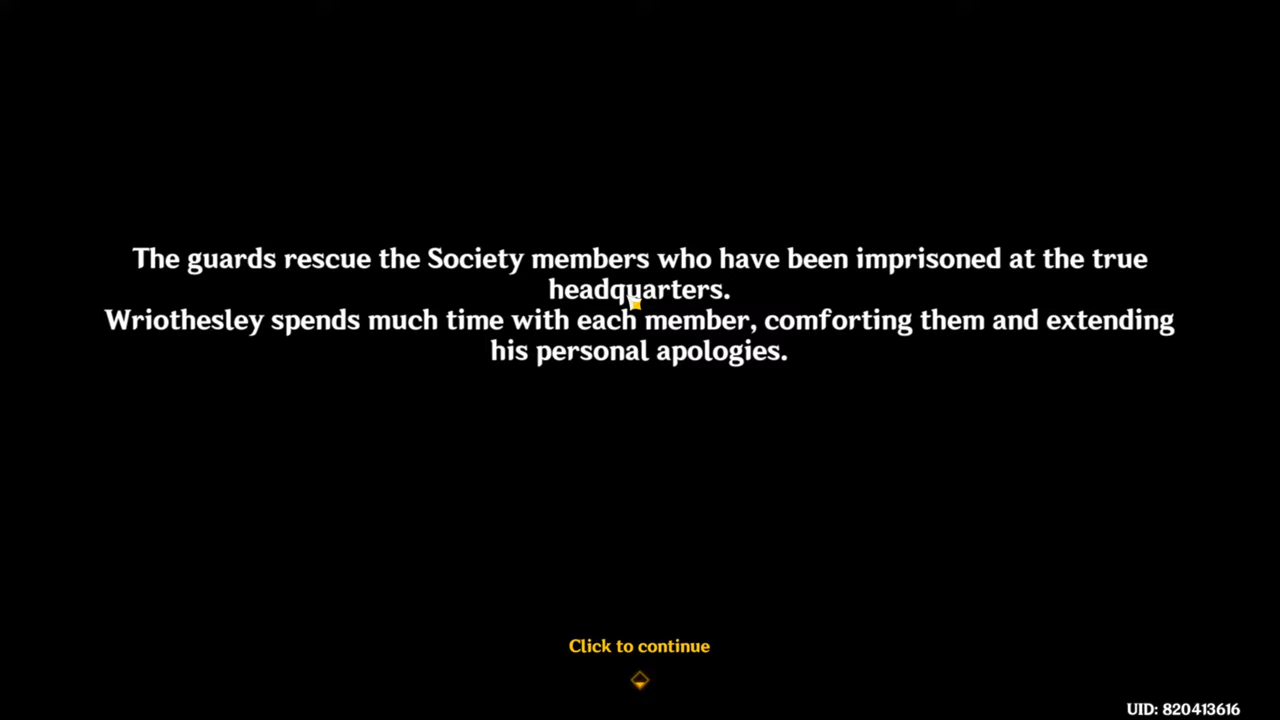 The guards rescue the Society members who have been imprisoned at the true
headquarters.
Wriothesley spends much time with each member, comforting them and extending
his personal apologies.
Click to continue
UID: 820413616